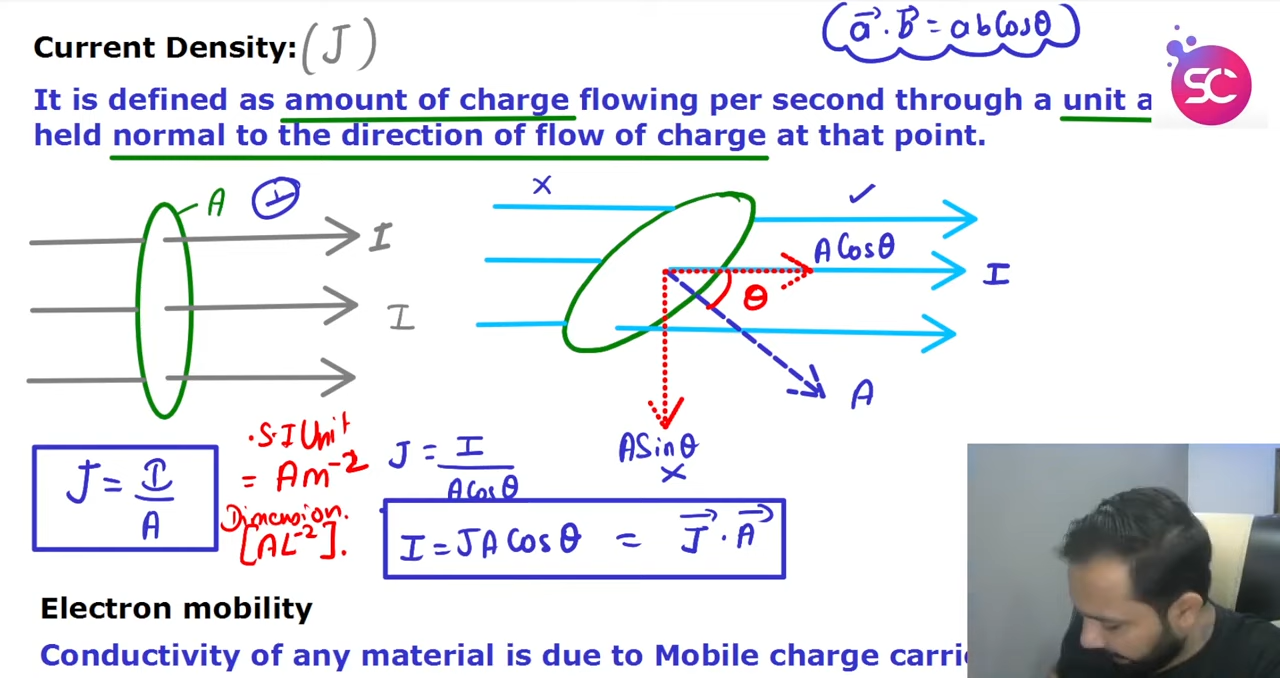 (a⃗ . B⃗ = ab Cosθ)
Current Density: (J)
SC
It is defined as amount of charge flowing per second through a unit a
held normal to the direction of flow of charge at that point.
A I
x ✓
I
A Cosθ
I
θ
I
A
A Sinθ
x
.S.I Unit
= Am⁻²
Dimension.
[AL⁻²].
J = I/A
J = I/A Cosθ
I = JA Cosθ = J⃗ . A⃗
Electron mobility
Conductivity of any material is due to Mobile charge carri